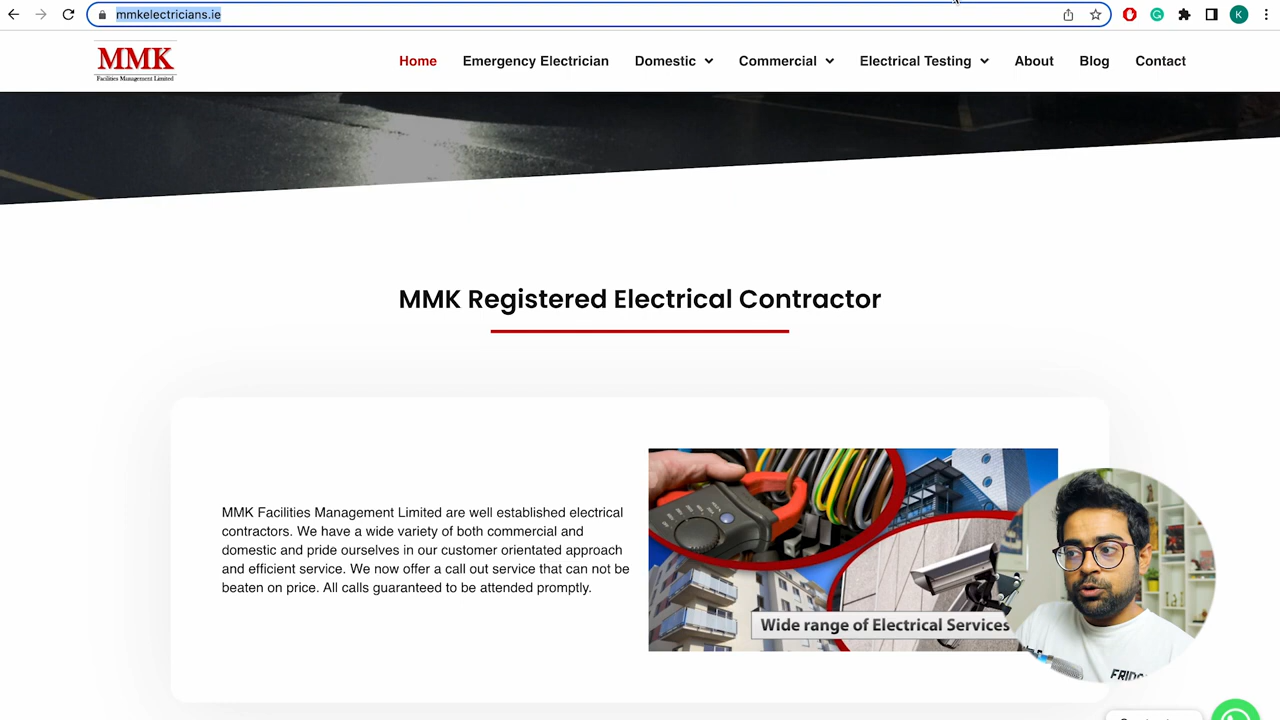 mmkelectricians.ie
K
MMK
Facilities Management Limited
Home
Emergency Electrician
Domestic
Commercial
Electrical Testing
About
Blog
Contact
MMK Registered Electrical Contractor
MMK Facilities Management Limited are well established electrical
contractors. We have a wide variety of both commercial and
domestic and pride ourselves in our customer orientated approach
and efficient service. We now offer a call out service that can not be
beaten on price. All calls guaranteed to be attended promptly.
Wide range of Electrical Services